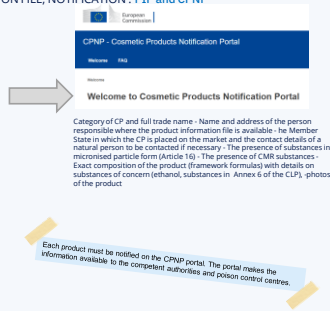 ON FILE, NOTIFICATION : PIF and CPNP
European
Commission
CPNP - Cosmetic Products Notification Portal
Welcome FAQ
Welcome
Welcome to Cosmetic Products Notification Portal
Category of CP and full trade name - Name and address of the person
responsible where the product information file is available - he Member
State in which the CP is placed on the market and the contact details of a
natural person to be contacted if necessary - The presence of substances in
micronised particle form (Article 16) - The presence of CMR substances -
Exact composition of the product (framework formulas) with details on
substances of concern (ethanol, substances in Annex 6 of the CLP), -photos
of the product
Each product must be notified on the CPNP portal. The portal makes the
information available to the competent authorities and poison control centres.